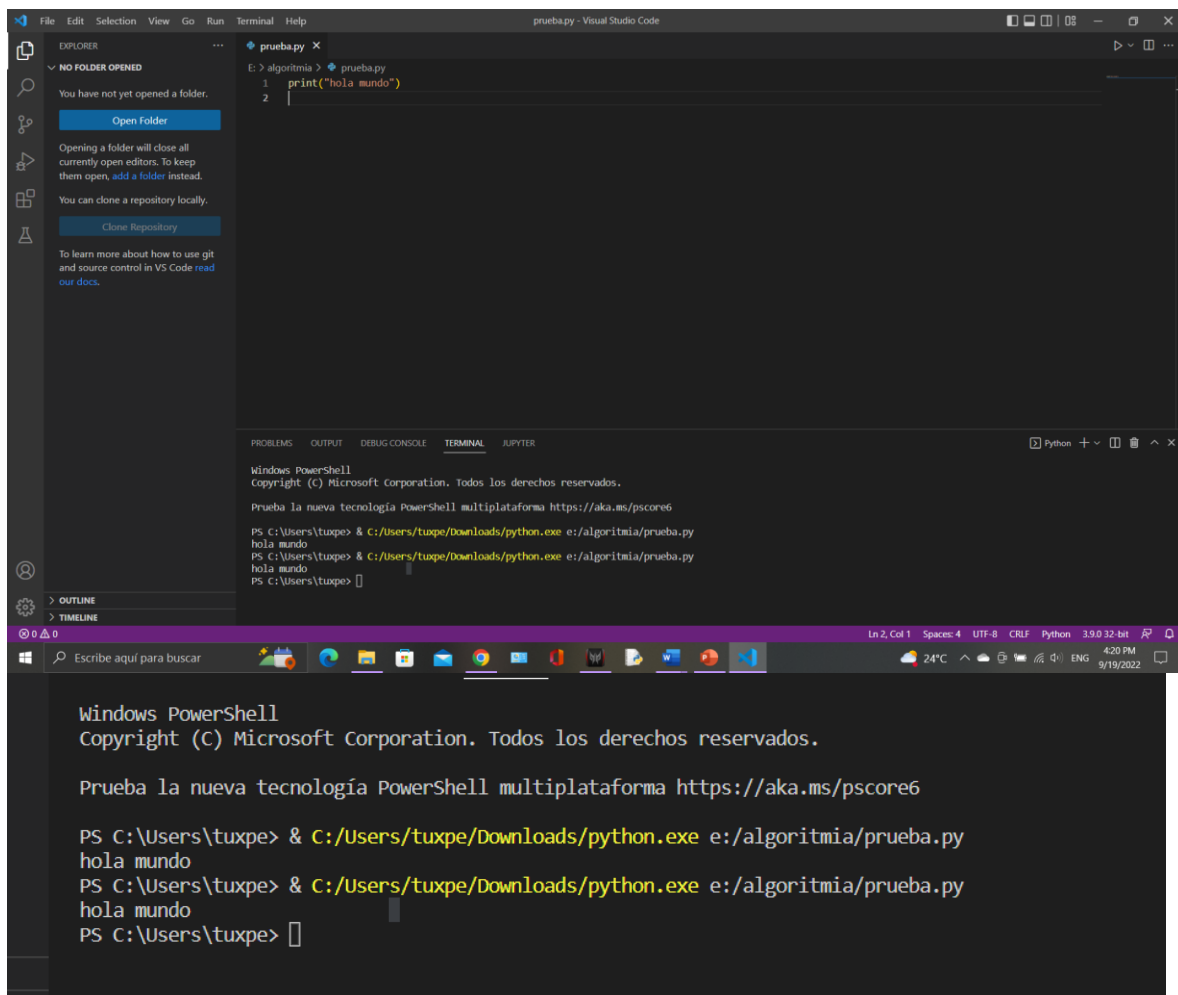 File Edit Selection View Go Run Terminal Help prueba.py - Visual Studio Code
EXPLORER
NO FOLDER OPENED
You have not yet opened a folder.
Open Folder
Opening a folder will close all
currently open editors. To keep
them open, add a folder instead.
You can clone a repository locally.
Clone Repository
To learn more about how to use git
and source control in VS Code read
our docs.
OUTLINE
TIMELINE
prueba.py
E: > algoritmia > prueba.py
1 print("hola mundo")
2
PROBLEMS OUTPUT DEBUG CONSOLE TERMINAL JUPYTER
Python
Windows PowerShell
Copyright (C) Microsoft Corporation. Todos los derechos reservados.
Prueba la nueva tecnología PowerShell multiplataforma https://aka.ms/pscore6
PS C:\Users\tuxpe> & C:/Users/tuxpe/Downloads/python.exe e:/algoritmia/prueba.py
hola mundo
PS C:\Users\tuxpe> & C:/Users/tuxpe/Downloads/python.exe e:/algoritmia/prueba.py
hola mundo
PS C:\Users\tuxpe>
0 0 Ln 2, Col 1 Spaces: 4 UTF-8 CRLF Python 3.9.0 32-bit
Escribe aquí para buscar
24°C ENG 4:20 PM
9/19/2022
Windows PowerShell
Copyright (C) Microsoft Corporation. Todos los derechos reservados.
Prueba la nueva tecnología PowerShell multiplataforma https://aka.ms/pscore6
PS C:\Users\tuxpe> & C:/Users/tuxpe/Downloads/python.exe e:/algoritmia/prueba.py
hola mundo
PS C:\Users\tuxpe> & C:/Users/tuxpe/Downloads/python.exe e:/algoritmia/prueba.py
hola mundo
PS C:\Users\tuxpe>